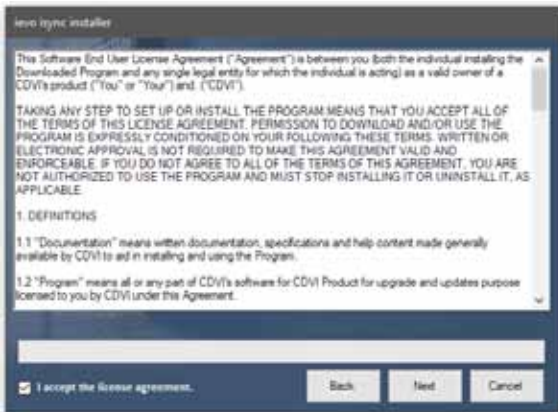 ievo isync installer
This Software End User License Agreement ("Agreement") is between you (both the individual installing the
Downloaded Program and any single legal entity for which the individual is acting) as a valid owner of a
CDVI's product ("You" or "Your") and. ("CDVI").
TAKING ANY STEP TO SET UP OR INSTALL THE PROGRAM MEANS THAT YOU ACCEPT ALL OF
THE TERMS OF THIS LICENSE AGREEMENT. PERMISSION TO DOWNLOAD AND/OR USE THE
PROGRAM IS EXPRESSLY CONDITIONED ON YOUR FOLLOWING THESE TERMS. WRITTEN OR
ELECTRONIC APPROVAL IS NOT REQUIRED TO MAKE THIS AGREEMENT VALID AND
ENFORCEABLE. IF YOU DO NOT AGREE TO ALL OF THE TERMS OF THIS AGREEMENT, YOU ARE
NOT AUTHORIZED TO USE THE PROGRAM AND MUST STOP INSTALLING IT OR UNINSTALL IT, AS
APPLICABLE.
1. DEFINITIONS
1.1 "Documentation" means written documentation, specifications and help content made generally
available by CDVI to aid in installing and using the Program.
1.2 "Program" means all or any part of CDVI's software for CDVI Product for upgrade and updates purpose
licensed to you by CDVI under this Agreement.
I accept the license agreement.
Back
Next
Cancel